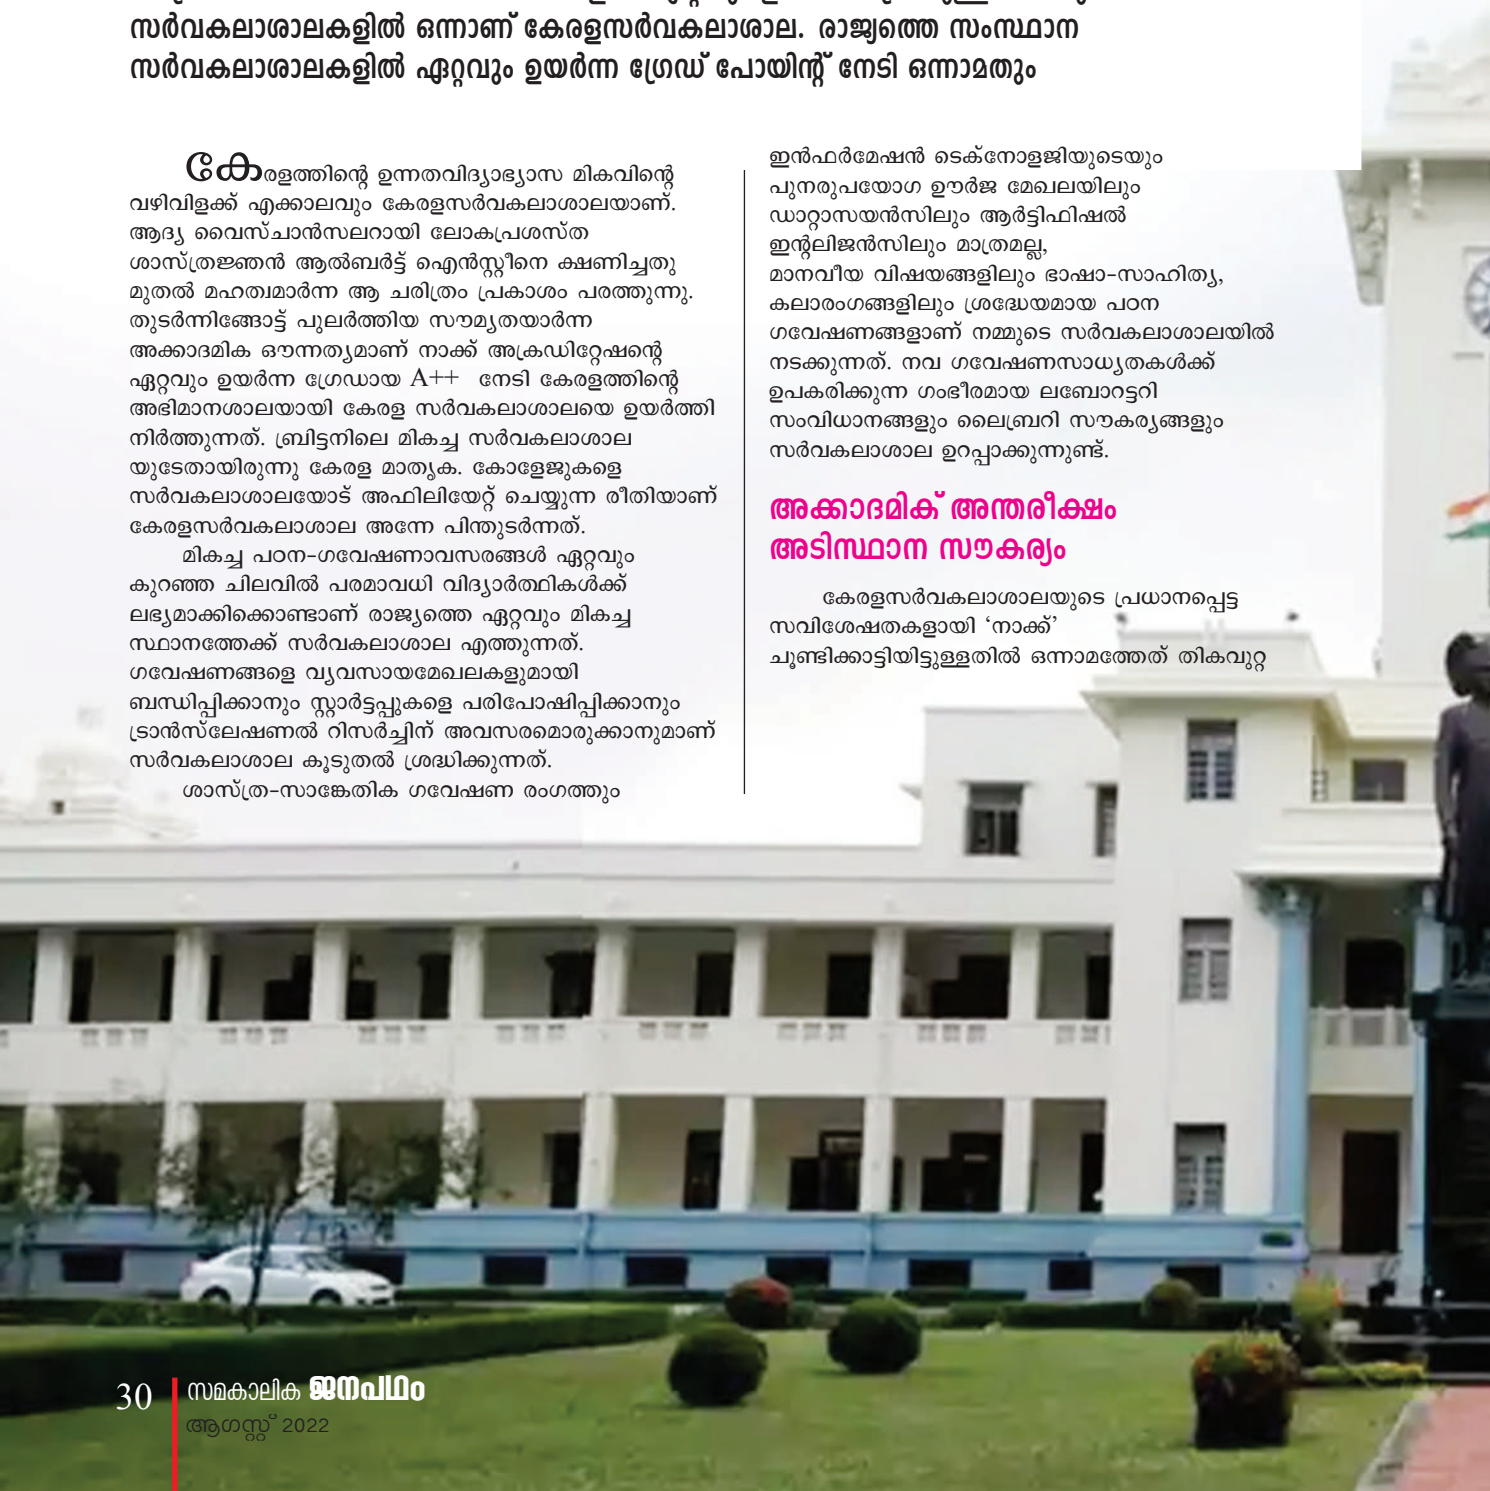 സർവകലാശാലകളിൽ ഒന്നാണ് കേരളസർവകലാശാല. രാജ്യത്തെ സംസ്ഥാന
സർവകലാശാലകളിൽ ഏറ്റവും ഉയർന്ന ഗ്രേഡ് പോയിന്റ് നേടി ഒന്നാമതും
കേരളത്തിന്റെ ഉന്നതവിദ്യാഭ്യാസ മികവിന്റെ
വഴിവിളക്ക് എക്കാലവും കേരളസർവകലാശാലയാണ്.
ആദ്യ വൈസ്ചാൻസലറായി ലോകപ്രശസ്ത
ശാസ്ത്രജ്ഞൻ ആൽബർട്ട് ഐൻസ്റ്റീനെ ക്ഷണിച്ചതു
മുതൽ മഹത്വമാർന്ന ആ ചരിത്രം പ്രകാശം പരത്തുന്നു.
തുടർന്നിങ്ങോട്ട് പുലർത്തിയ സൗമ്യതയാർന്ന
അക്കാദമിക ഔന്നത്യമാണ് നാക്ക് അക്രഡിറ്റേഷന്റെ
ഏറ്റവും ഉയർന്ന ഗ്രേഡായ A++ നേടി കേരളത്തിന്റെ
അഭിമാനശാലയായി കേരള സർവകലാശാലയെ ഉയർത്തി
നിർത്തുന്നത്. ബ്രിട്ടനിലെ മികച്ച സർവകലാശാല
യുടേതായിരുന്നു കേരള മാതൃക. കോളേജുകളെ
സർവകലാശാലയോട് അഫിലിയേറ്റ് ചെയ്യുന്ന രീതിയാണ്
കേരളസർവകലാശാല അന്നേ പിന്തുടർന്നത്.
മികച്ച പഠന-ഗവേഷണാവസരങ്ങൾ ഏറ്റവും
കുറഞ്ഞ ചിലവിൽ പരമാവധി വിദ്യാർത്ഥികൾക്ക്
ലഭ്യമാക്കിക്കൊണ്ടാണ് രാജ്യത്തെ ഏറ്റവും മികച്ച
സ്ഥാനത്തേക്ക് സർവകലാശാല എത്തുന്നത്.
ഗവേഷണങ്ങളെ വ്യവസായമേഖലകളുമായി
ബന്ധിപ്പിക്കാനും സ്റ്റാർട്ടപ്പുകളെ പരിപോഷിപ്പിക്കാനും
ട്രാൻസ്ലേഷണൽ റിസർച്ചിന് അവസരമൊരുക്കാനുമാണ്
സർവകലാശാല കൂടുതൽ ശ്രദ്ധിക്കുന്നത്.
ശാസ്ത്ര-സാങ്കേതിക ഗവേഷണ രംഗത്തും
ഇൻഫർമേഷൻ ടെക്നോളജിയുടെയും
പുനരുപയോഗ ഊർജ മേഖലയിലും
ഡാറ്റാസയൻസിലും ആർട്ടിഫിഷൽ
ഇന്റലിജൻസിലും മാത്രമല്ല,
മാനവീയ വിഷയങ്ങളിലും ഭാഷാ-സാഹിത്യ,
കലാരംഗങ്ങളിലും ശ്രദ്ധേയമായ പഠന
ഗവേഷണങ്ങളാണ് നമ്മുടെ സർവകലാശാലയിൽ
നടക്കുന്നത്. നവ ഗവേഷണസാധ്യതകൾക്ക്
ഉപകരിക്കുന്ന ഗംഭീരമായ ലബോറട്ടറി
സംവിധാനങ്ങളും ലൈബ്രറി സൗകര്യങ്ങളും
സർവകലാശാല ഉറപ്പാക്കുന്നുണ്ട്.
അക്കാദമിക് അന്തരീക്ഷം
അടിസ്ഥാന സൗകര്യം
കേരളസർവകലാശാലയുടെ പ്രധാനപ്പെട്ട
സവിശേഷതകളായി ‘നാക്ക്’
ചൂണ്ടിക്കാട്ടിയിട്ടുള്ളതിൽ ഒന്നാമത്തേത് തികവുറ്റ
30
സമകാലിക ജനപഥം
ആഗസ്റ്റ് 2022